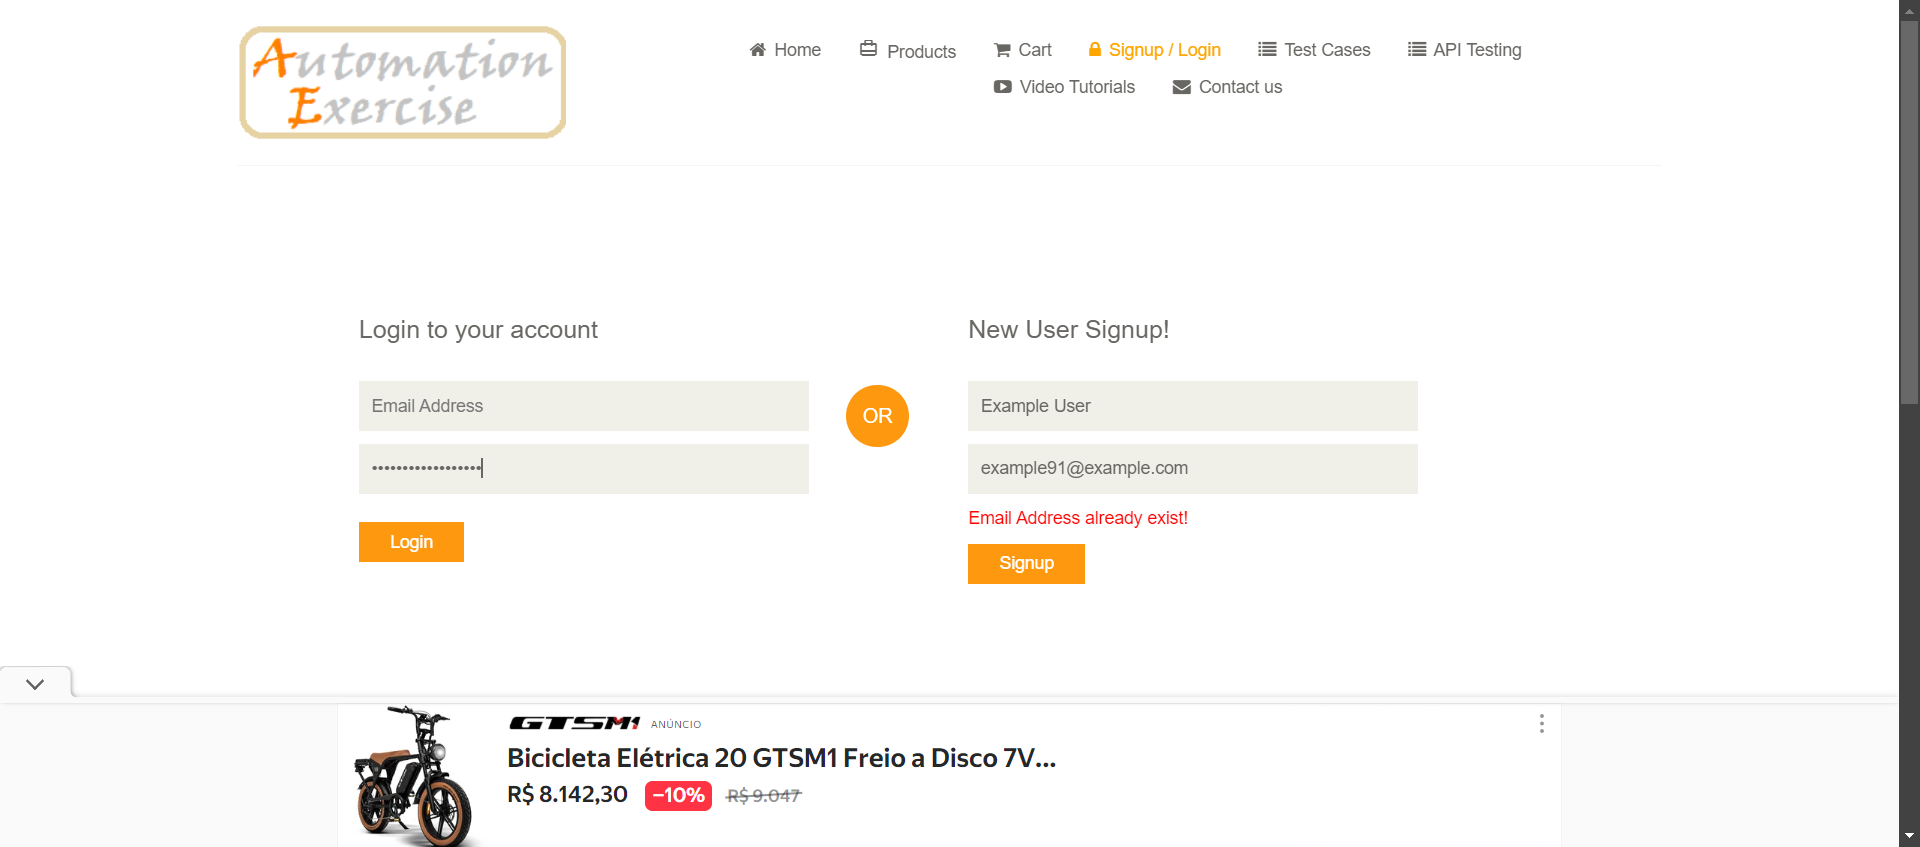 Automation
Exercise
Home
Products
Cart
Signup / Login
Test Cases
API Testing
Video Tutorials
Contact us
Login to your account
New User Signup!
Email Address
OR
Example User
••••••••••••••••••
example91@example.com
Email Address already exist!
Login
Signup
GTSM1
ANÚNCIO
Bicicleta Elétrica 20 GTSM1 Freio a Disco 7V...
R$ 8.142,30
−10%
R$ 9.047